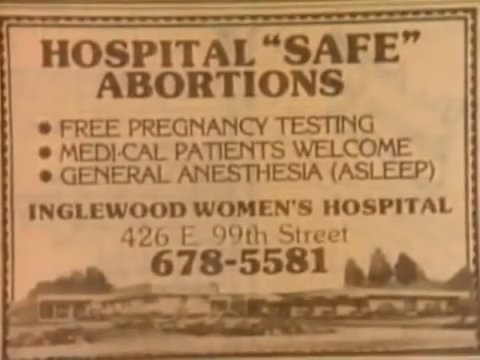 HOSPITAL "SAFE"
ABORTIONS
• FREE PREGNANCY TESTING
• MEDI-CAL PATIENTS WELCOME
• GENERAL ANESTHESIA (ASLEEP)
INGLEWOOD WOMEN'S HOSPITAL
426 E. 99th Street
678-5581